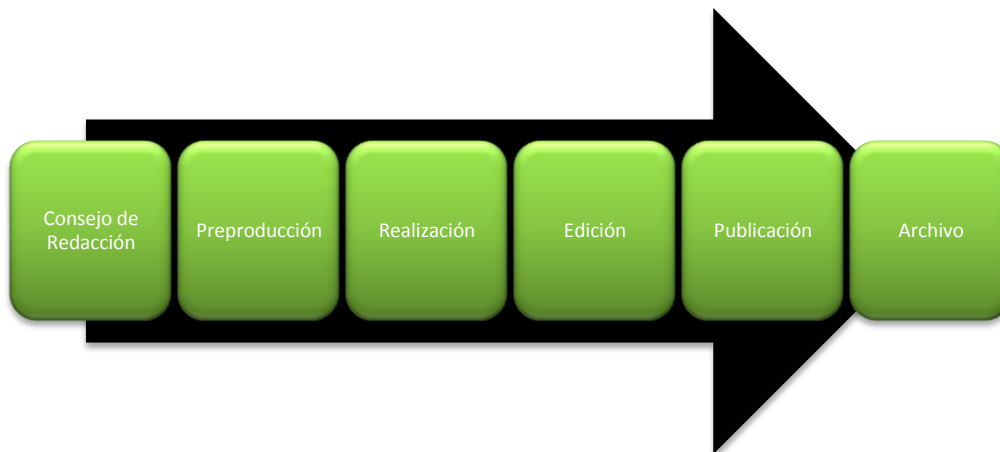 Consejo de
Redacción
Preproducción
Realización
Edición
Publicación
Archivo